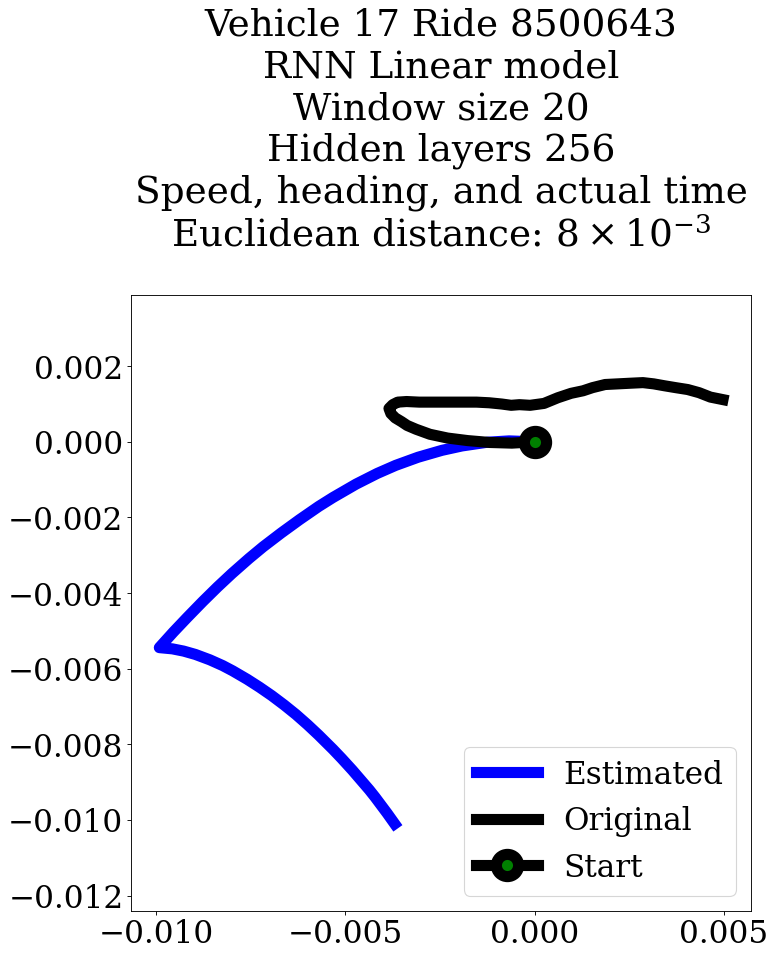 Vehicle 17 Ride 8500643
RNN Linear model
Window size 20
Hidden layers 256
Speed, heading, and actual time
Euclidean distance: 8 × 10⁻³
0.002
0.000
−0.002
−0.004
−0.006
−0.008
−0.010
−0.012
Estimated
Original
Start
−0.010 −0.005 0.000 0.005